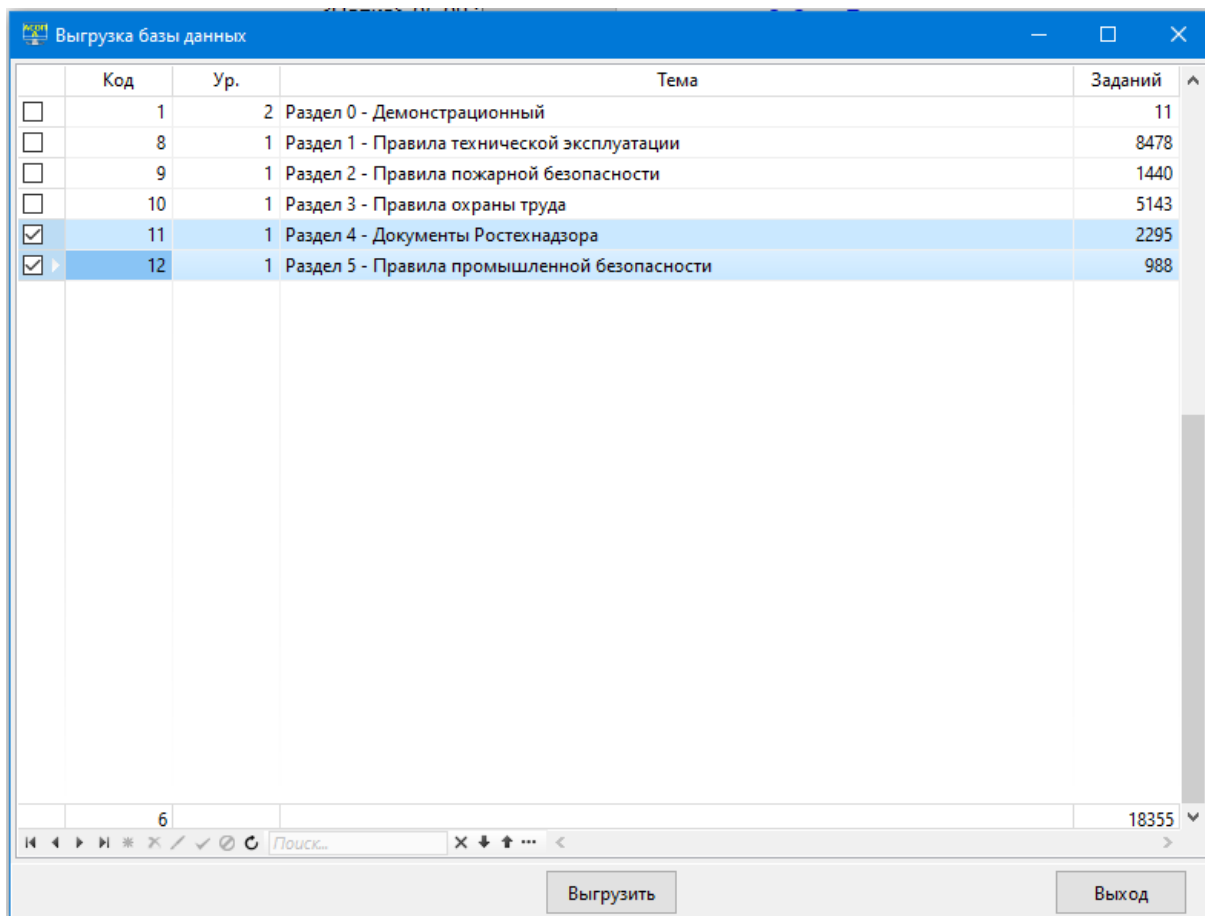 Выгрузка базы данных
Код Ур. Тема Заданий
1 2 Раздел 0 - Демонстрационный 11
8 1 Раздел 1 - Правила технической эксплуатации 8478
9 1 Раздел 2 - Правила пожарной безопасности 1440
10 1 Раздел 3 - Правила охраны труда 5143
11 1 Раздел 4 - Документы Ростехнадзора 2295
12 1 Раздел 5 - Правила промышленной безопасности 988
6 18355
Поиск...
Выгрузить Выход